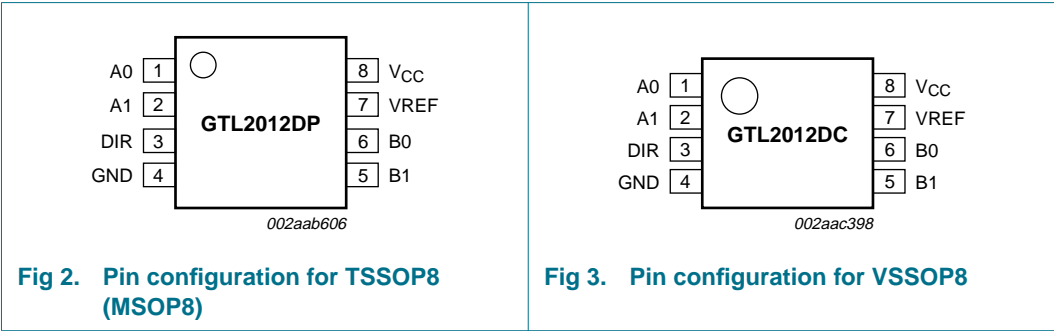 A0 1 8 VCC
A1 2 7 VREF
GTL2012DP
DIR 3 6 B0
GND 4 5 B1
002aab606
Fig 2. Pin configuration for TSSOP8
(MSOP8)
A0 1 8 VCC
A1 2 7 VREF
GTL2012DC
DIR 3 6 B0
GND 4 5 B1
002aac398
Fig 3. Pin configuration for VSSOP8